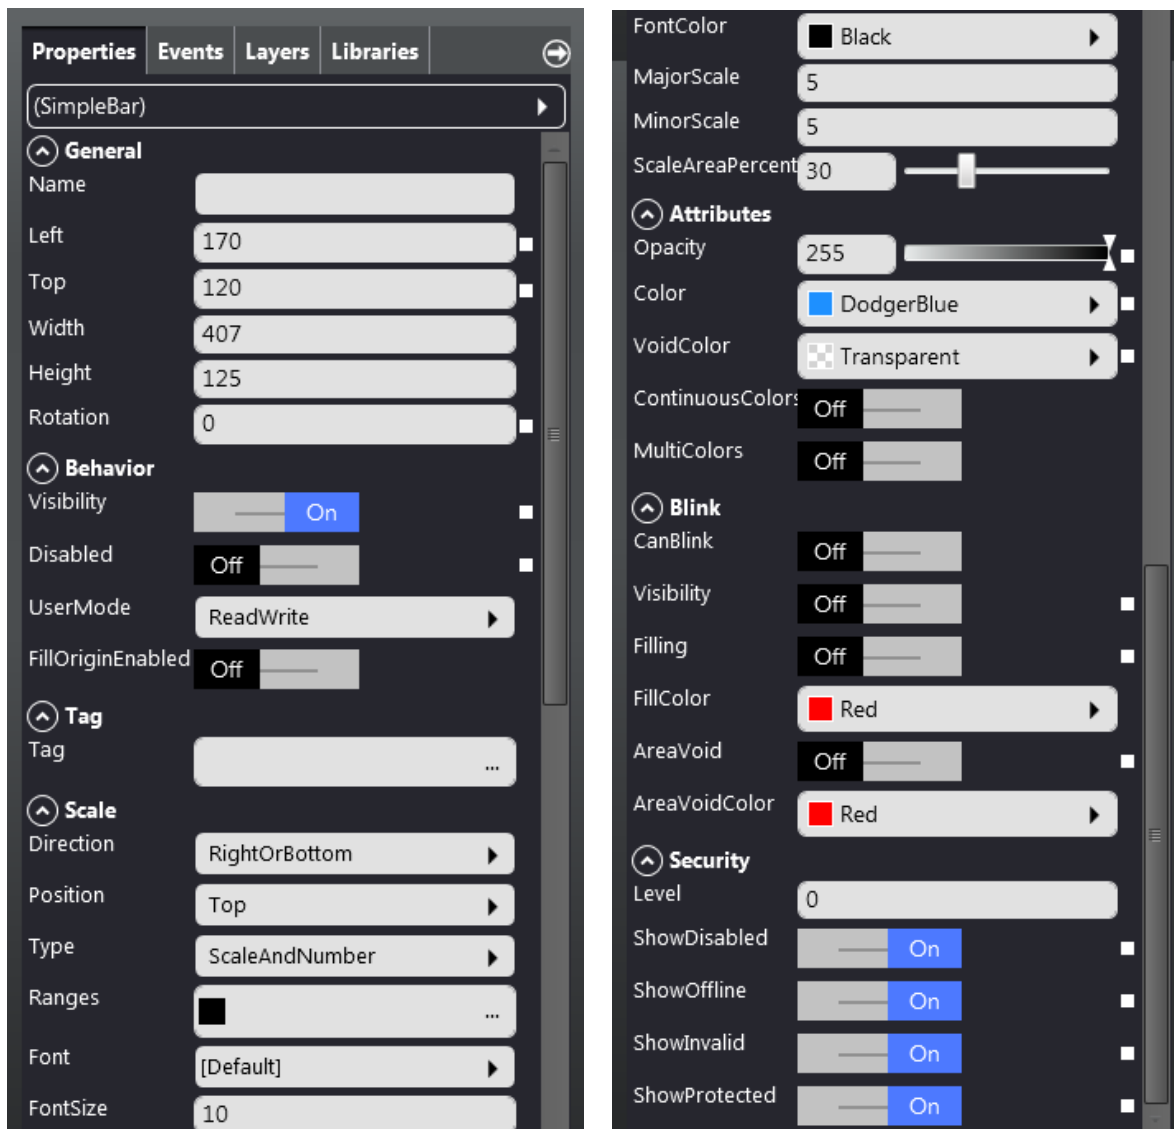 Properties Events Layers Libraries
(SimpleBar)
General
Name
Left 170
Top 120
Width 407
Height 125
Rotation 0
Behavior
Visibility On
Disabled Off
UserMode ReadWrite
FillOriginEnabled Off
Tag
Tag ...
Scale
Direction RightOrBottom
Position Top
Type ScaleAndNumber
Ranges ...
Font [Default]
FontSize 10
FontColor Black
MajorScale 5
MinorScale 5
ScaleAreaPercent 30
Attributes
Opacity 255
Color DodgerBlue
VoidColor Transparent
ContinuousColors Off
MultiColors Off
Blink
CanBlink Off
Visibility Off
Filling Off
FillColor Red
AreaVoid Off
AreaVoidColor Red
Security
Level 0
ShowDisabled On
ShowOffline On
ShowInvalid On
ShowProtected On